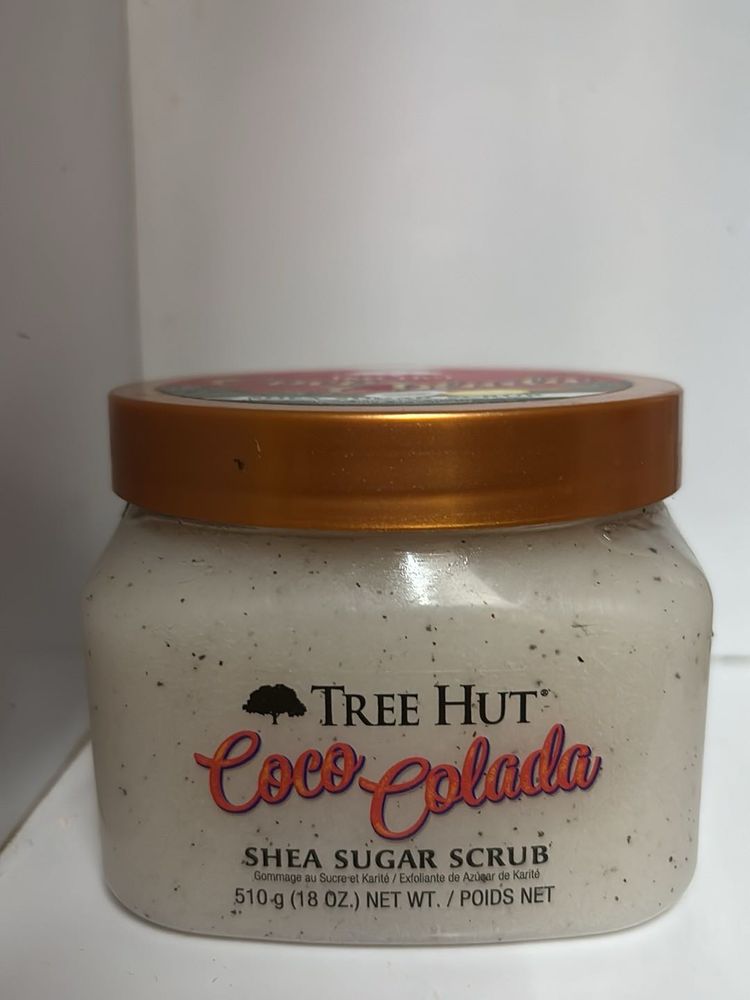 TREE HUT®
Coco Colada
SHEA SUGAR SCRUB
Gommage au Sucre et Karité / Exfoliante de Azúgar de Karité
510 g (18 OZ.) NET WT. / POIDS NET